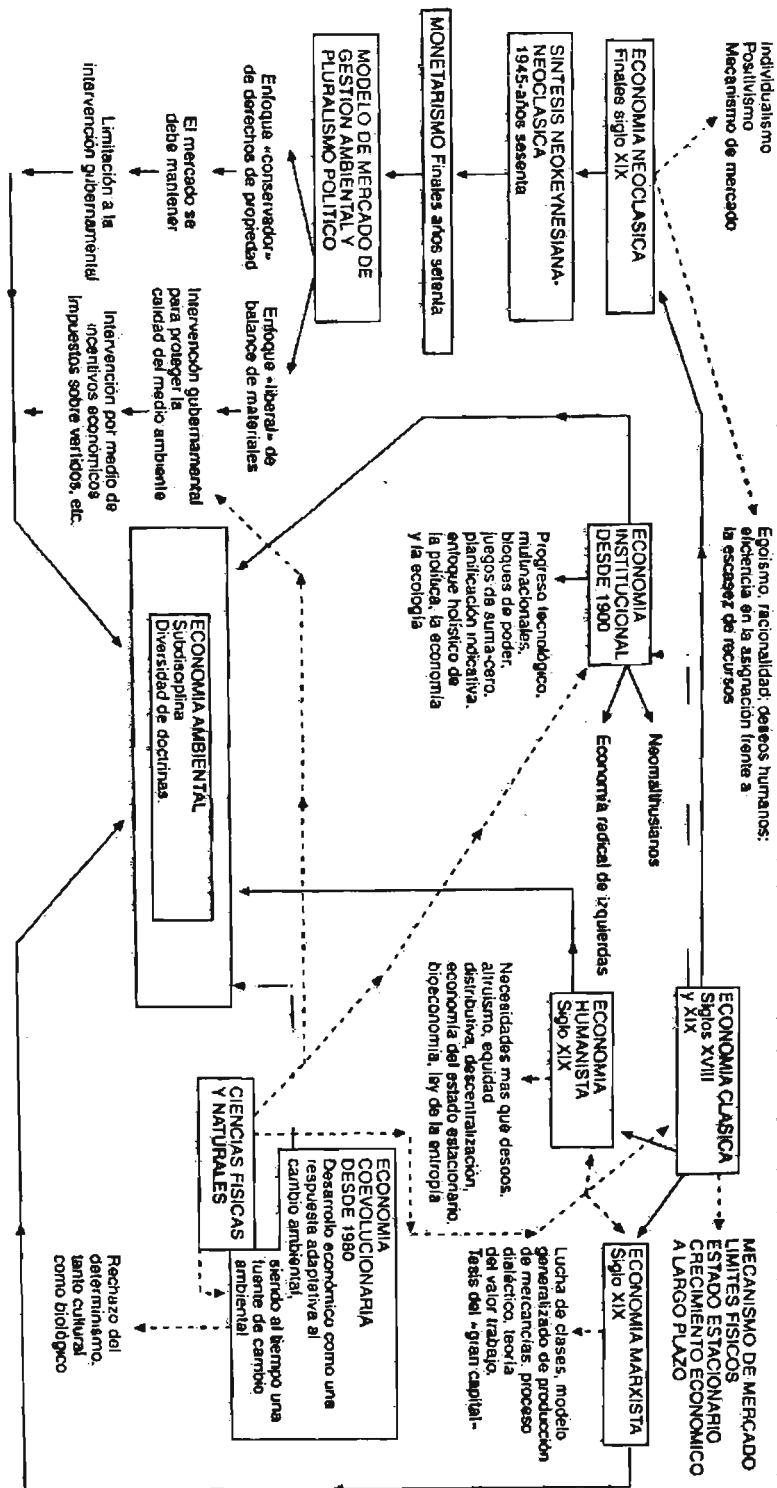 MECANISMO DE MERCADO
LIMITES FISICOS
ESTADO ESTACIONARIO
CRECIMIENTO ECONOMICO
A LARGO PLAZO
ECONOMIA CLASICA
Siglos XVIII
y XIX
ECONOMIA MARXISTA
Siglo XIX
Lucha de clases, modelo
generalizado de producción
de mercancías, proceso
dialéctico, teoría
del valor trabajo,
Tesis del «gran capital»
ECONOMIA
HUMANISTA
Siglo XIX
Necesidades mas que deseos,
altruismo, equidad
distributiva, descentralización,
economía del estado estacionario,
bioeconomía, ley de la entropía
Individualismo
Positivismo
Mecanismo de mercado
Egoísmo, racionalidad; deseos humanos;
eficiencia en la asignación frente a
la escasez de recursos
ECONOMIA NEOCLASICA
Finales siglo XIX
Neomalthusianos
Economía radical de izquierdas
ECONOMIA
INSTITUCIONAL
DESDE 1900
Progreso tecnológico,
multinacionales,
bloques de poder,
juegos de suma-cero,
planificación indicativa,
enfoque holístico de
la política, la economía
y la ecología
SINTESIS NEOKEYNESIANA-
NEOCLASICA
1945-años sesenta
MONETARISMO Finales años setenta
MODELO DE MERCADO DE
GESTION AMBIENTAL Y
PLURALISMO POLITICO
Enfoque «conservador»
de derechos de propiedad
El mercado se
debe mantener
Limitación a la
intervención gubernamental
Enfoque «liberal» de
balance de materiales
Intervención gubernamental
para proteger la
calidad del medio ambiente
Intervención por medio de
incentivos económicos
Impuestos sobre vertidos, etc.
ECONOMIA AMBIENTAL
Subdisciplina
Diversidad de doctrinas
CIENCIAS FISICAS
Y NATURALES
ECONOMIA
COEVOLUCIONARIA
DESDE 1980
Desarrollo económico como una
respuesta adaptativa al
cambio ambiental,
siendo al tiempo una
fuente de cambio
ambiental
Rechazo del
determinismo,
tanto cultural
como biológico